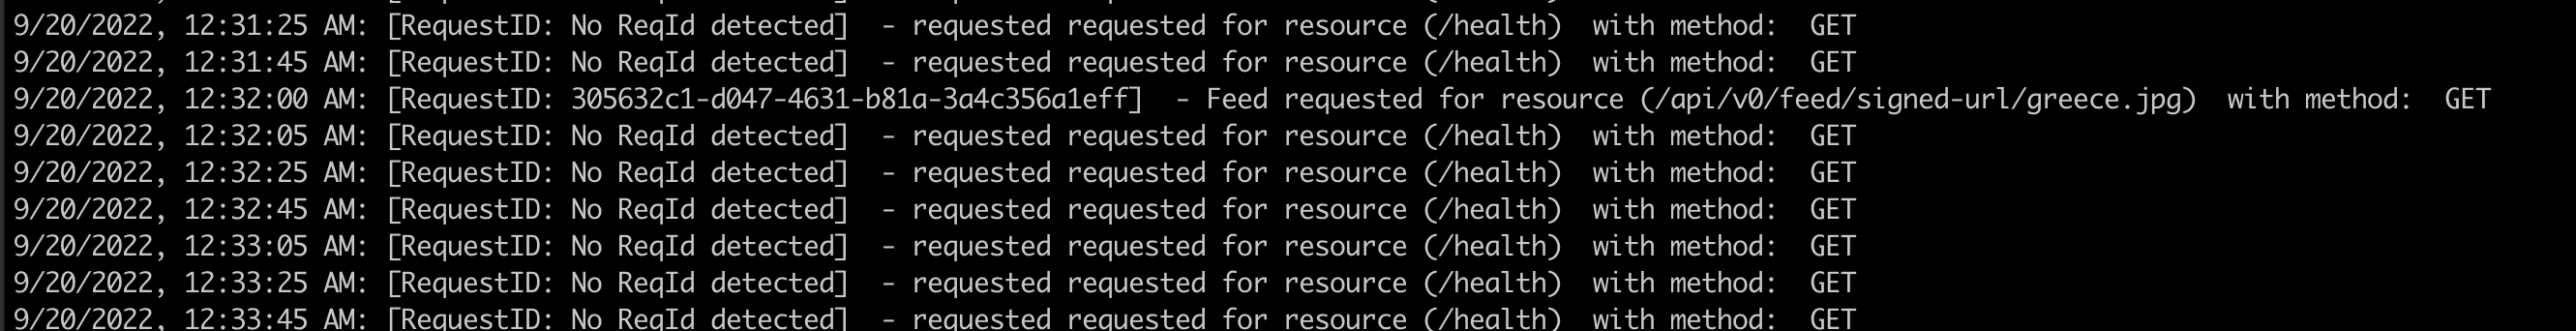 9/20/2022, 12:31:25 AM: [RequestID: No ReqId detected]  - requested requested for resource (/health)  with method:  GET
9/20/2022, 12:31:45 AM: [RequestID: No ReqId detected]  - requested requested for resource (/health)  with method:  GET
9/20/2022, 12:32:00 AM: [RequestID: 305632c1-d047-4631-b81a-3a4c356a1eff]  - Feed requested for resource (/api/v0/feed/signed-url/greece.jpg)  with method:  GET
9/20/2022, 12:32:05 AM: [RequestID: No ReqId detected]  - requested requested for resource (/health)  with method:  GET
9/20/2022, 12:32:25 AM: [RequestID: No ReqId detected]  - requested requested for resource (/health)  with method:  GET
9/20/2022, 12:32:45 AM: [RequestID: No ReqId detected]  - requested requested for resource (/health)  with method:  GET
9/20/2022, 12:33:05 AM: [RequestID: No ReqId detected]  - requested requested for resource (/health)  with method:  GET
9/20/2022, 12:33:25 AM: [RequestID: No ReqId detected]  - requested requested for resource (/health)  with method:  GET
9/20/2022, 12:33:45 AM: [RequestID: No ReqId detected]  - requested requested for resource (/health)  with method:  GET